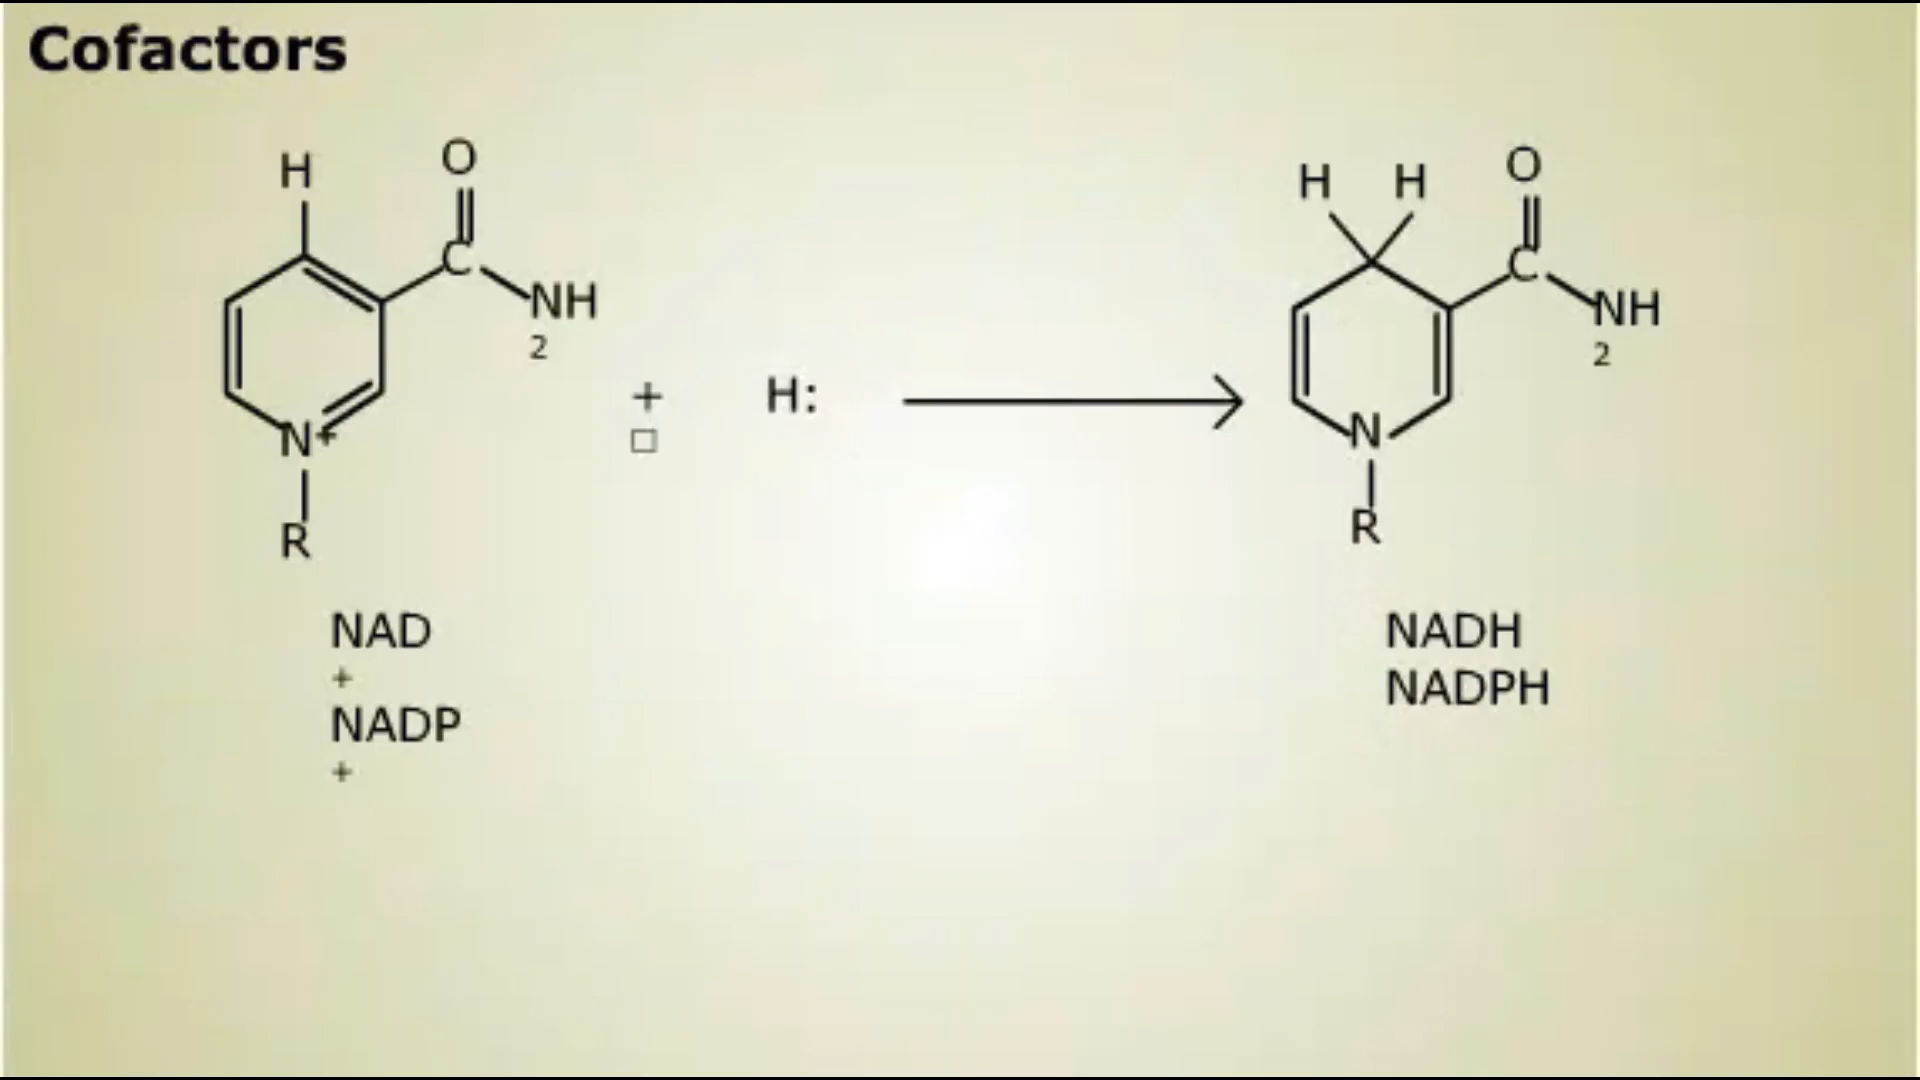 Cofactors
H
O
C
NH
2
N+
R
+
□
H:
H H
O
C
NH
2
N
R
NAD
+
NADP
+
NADH
NADPH